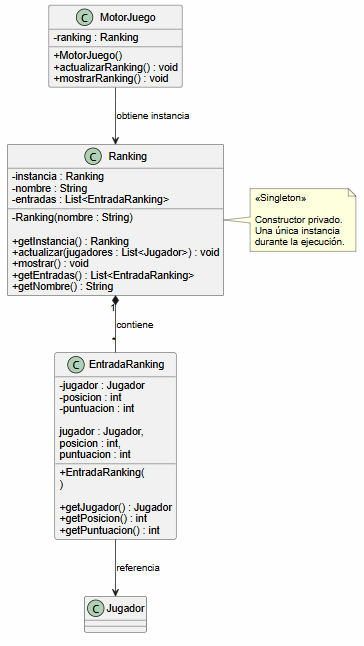 C MotorJuego
-ranking : Ranking
+MotorJuego()
+actualizarRanking() : void
+mostrarRanking() : void
obtiene instancia
C Ranking
-instancia : Ranking
-nombre : String
-entradas : List<EntradaRanking>
-Ranking(nombre : String)
+getInstancia() : Ranking
+actualizar(jugadores : List<Jugador>) : void
+mostrar() : void
+getEntradas() : List<EntradaRanking>
+getNombre() : String
«Singleton»
Constructor privado.
Una única instancia
durante la ejecución.
1
contiene
*
C EntradaRanking
-jugador : Jugador
-posicion : int
-puntuacion : int
jugador : Jugador,
posicion : int,
puntuacion : int
+EntradaRanking(
)
+getJugador() : Jugador
+getPosicion() : int
+getPuntuacion() : int
referencia
C Jugador